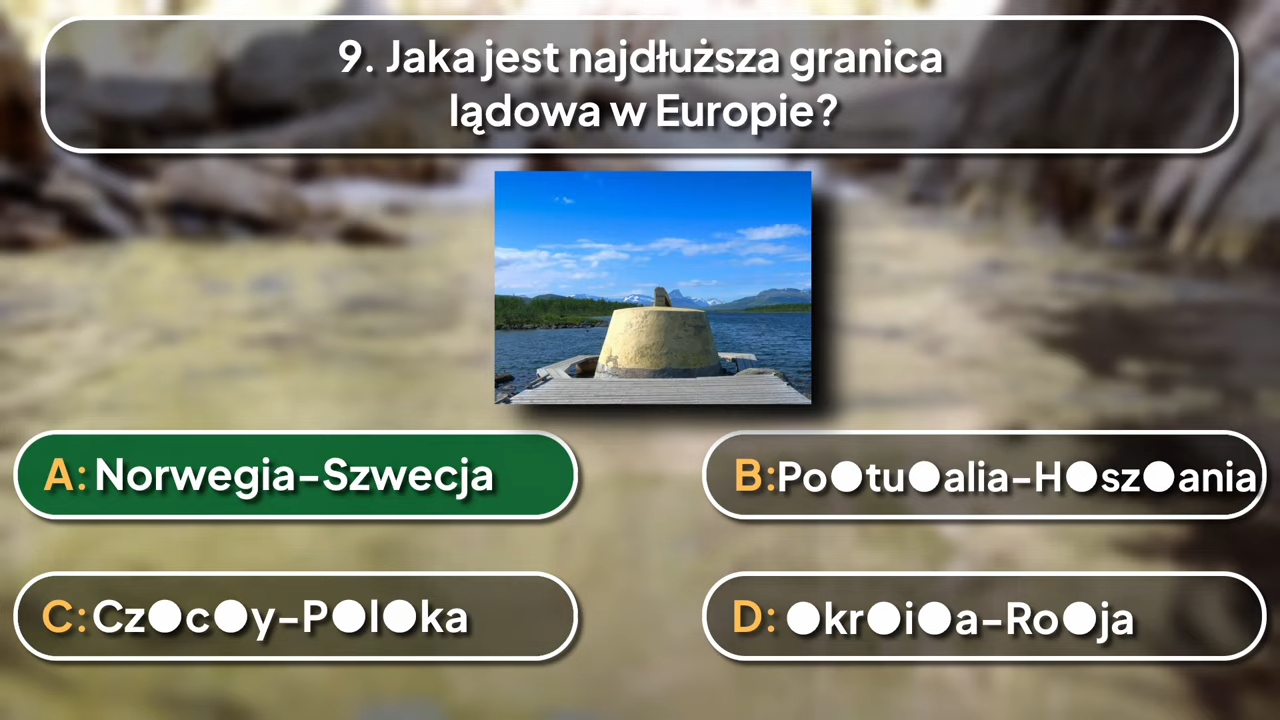 9. Jaka jest najdłuższa granica
lądowa w Europie?
A: Norwegia-Szwecja
B:Po●tu●alia-H●sz●ania
C: Cz●c●y-P●l●ka
D: ●kr●i●a-Ro●ja